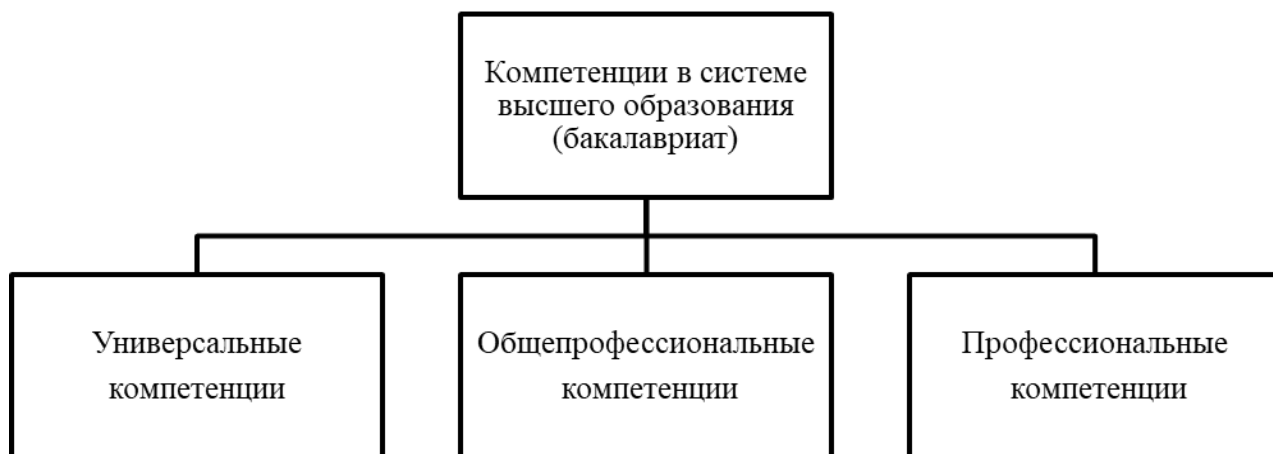 Компетенции в системе
высшего образования
(бакалавриат)
Универсальные
компетенции
Общепрофессиональные
компетенции
Профессиональные
компетенции